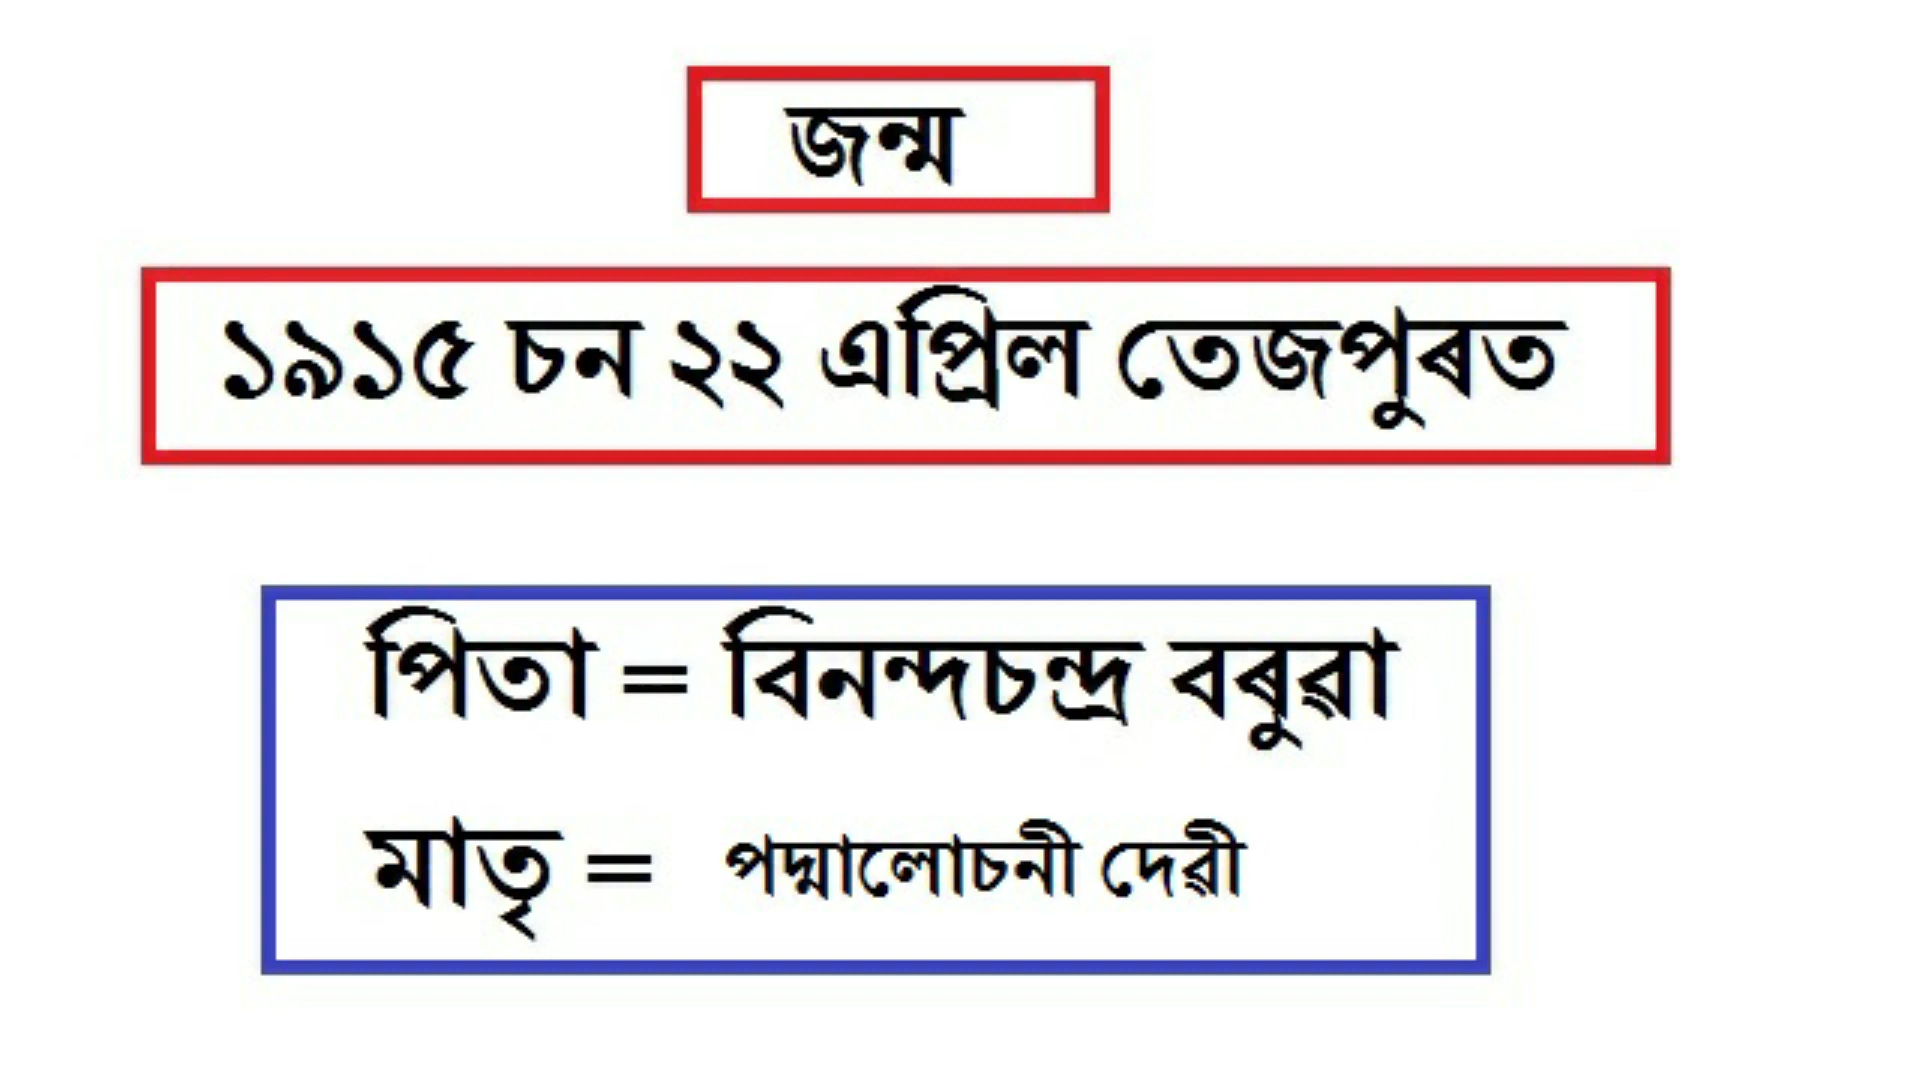 জন্ম
১৯১৫ চন ২২ এপ্ৰিল তেজপুৰত
পিতা = বিনন্দচন্দ্ৰ বৰুৱা
মাতৃ = পদ্মালোচনী দেৱী